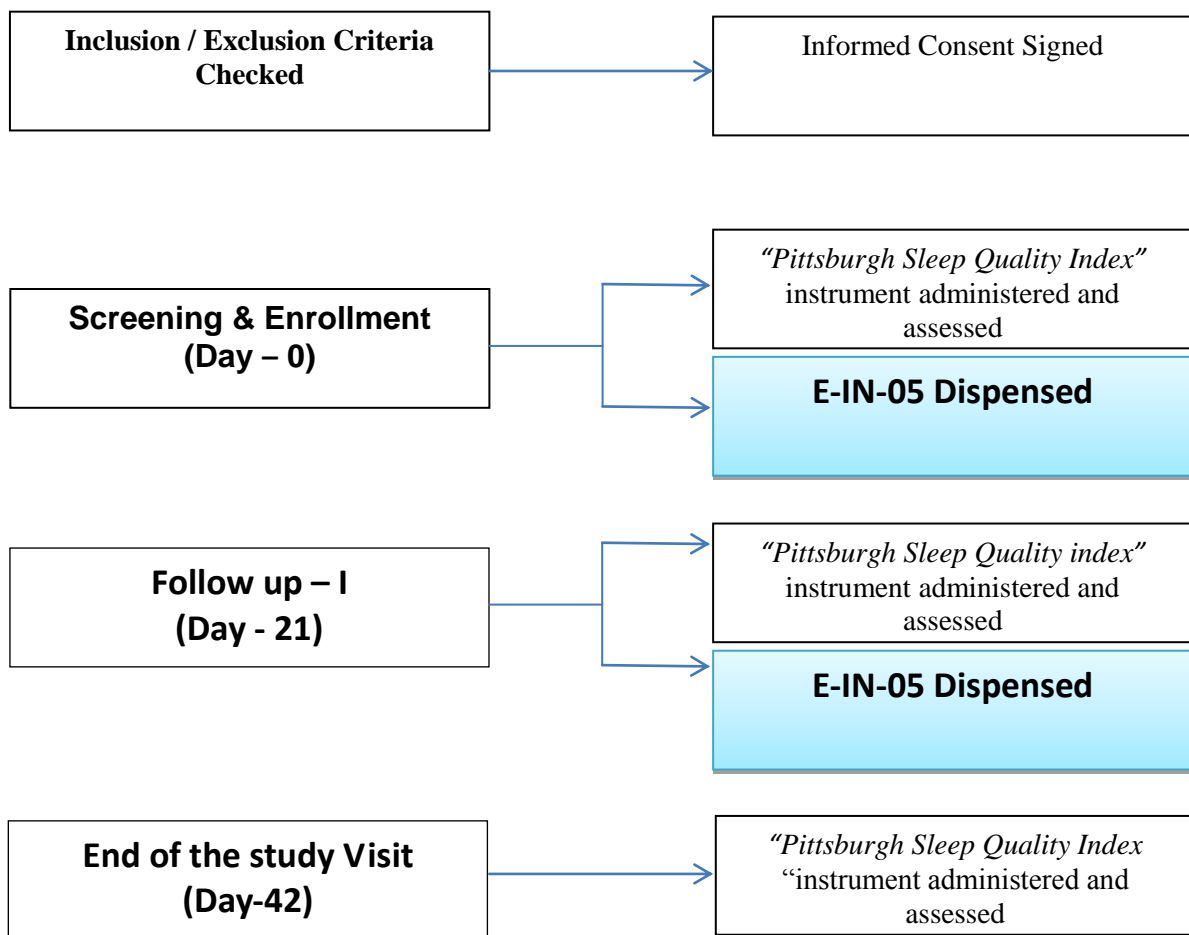 Inclusion / Exclusion Criteria
Checked
Informed Consent Signed
Screening & Enrollment
(Day – 0)
“Pittsburgh Sleep Quality Index”
instrument administered and
assessed
E-IN-05 Dispensed
Follow up – I
(Day - 21)
“Pittsburgh Sleep Quality index”
instrument administered and
assessed
E-IN-05 Dispensed
End of the study Visit
(Day-42)
“Pittsburgh Sleep Quality Index
“instrument administered and
assessed